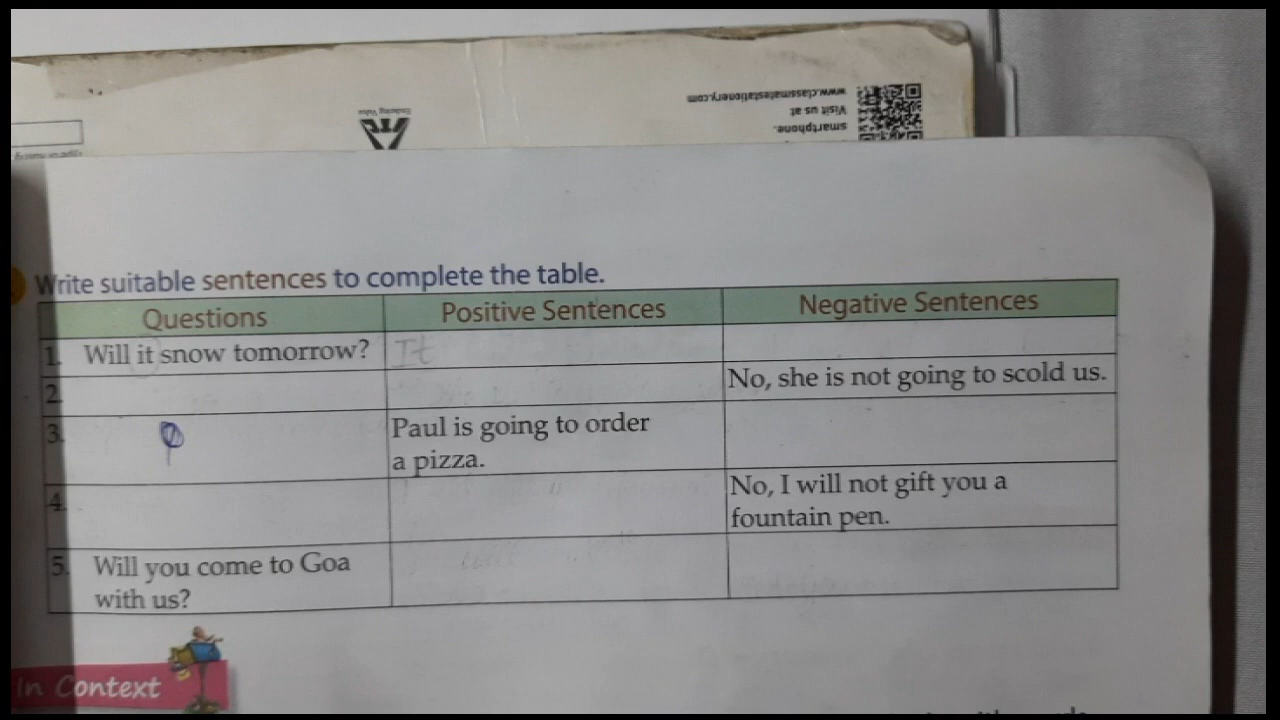 www.classmatestationery.com
Visit us at
smartphone.
Enduring Value
ITC
Write suitable sentences to complete the table.
Questions Positive Sentences Negative Sentences
1. Will it snow tomorrow? It
2. No, she is not going to scold us.
3. Paul is going to order
a pizza.
4. No, I will not gift you a
fountain pen.
5. Will you come to Goa
with us?
In Context